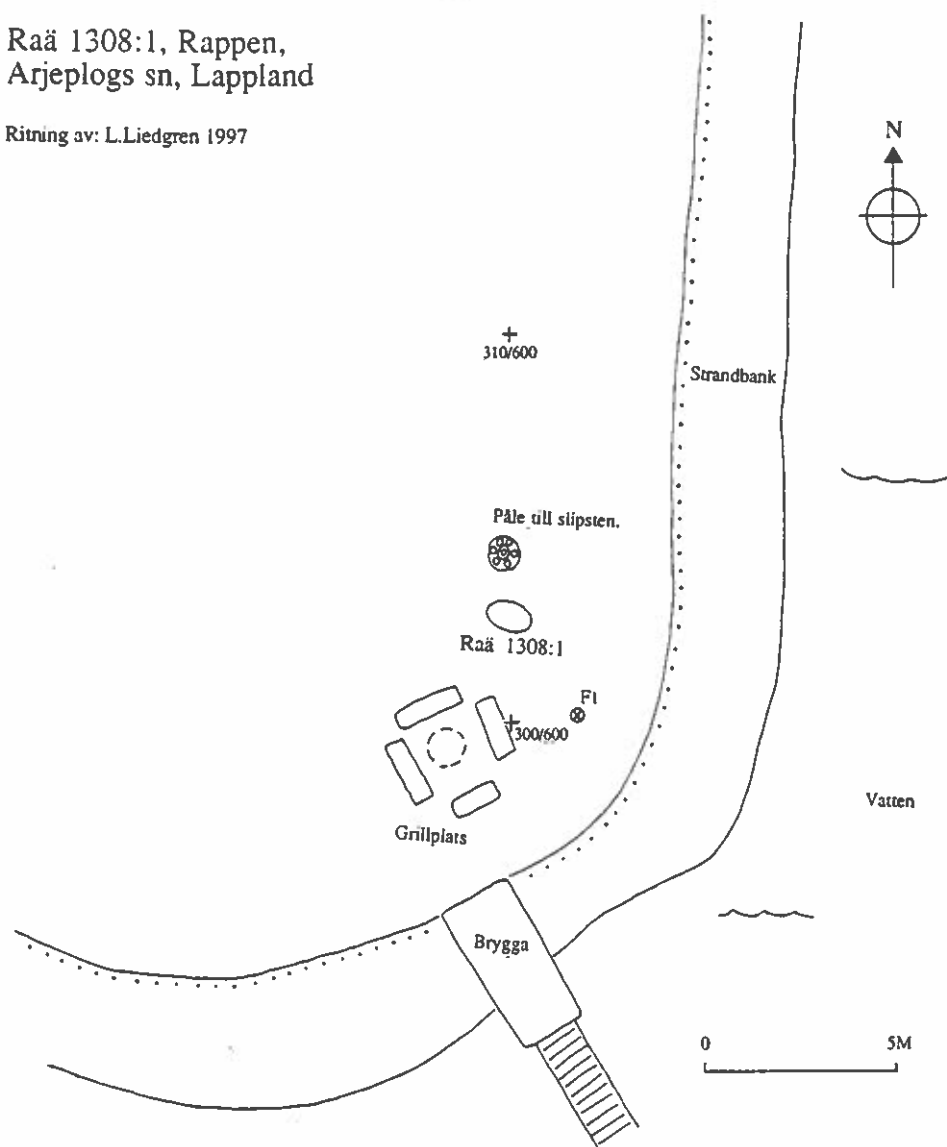 Raä 1308:1, Rappen,
Arjeplogs sn, Lappland
Ritning av: L.Liedgren 1997
N
310/600
Strandbank
Påle till slipsten.
Raä 1308:1
F1
300/600
Vatten
Grillplats
Brygga
0 5M